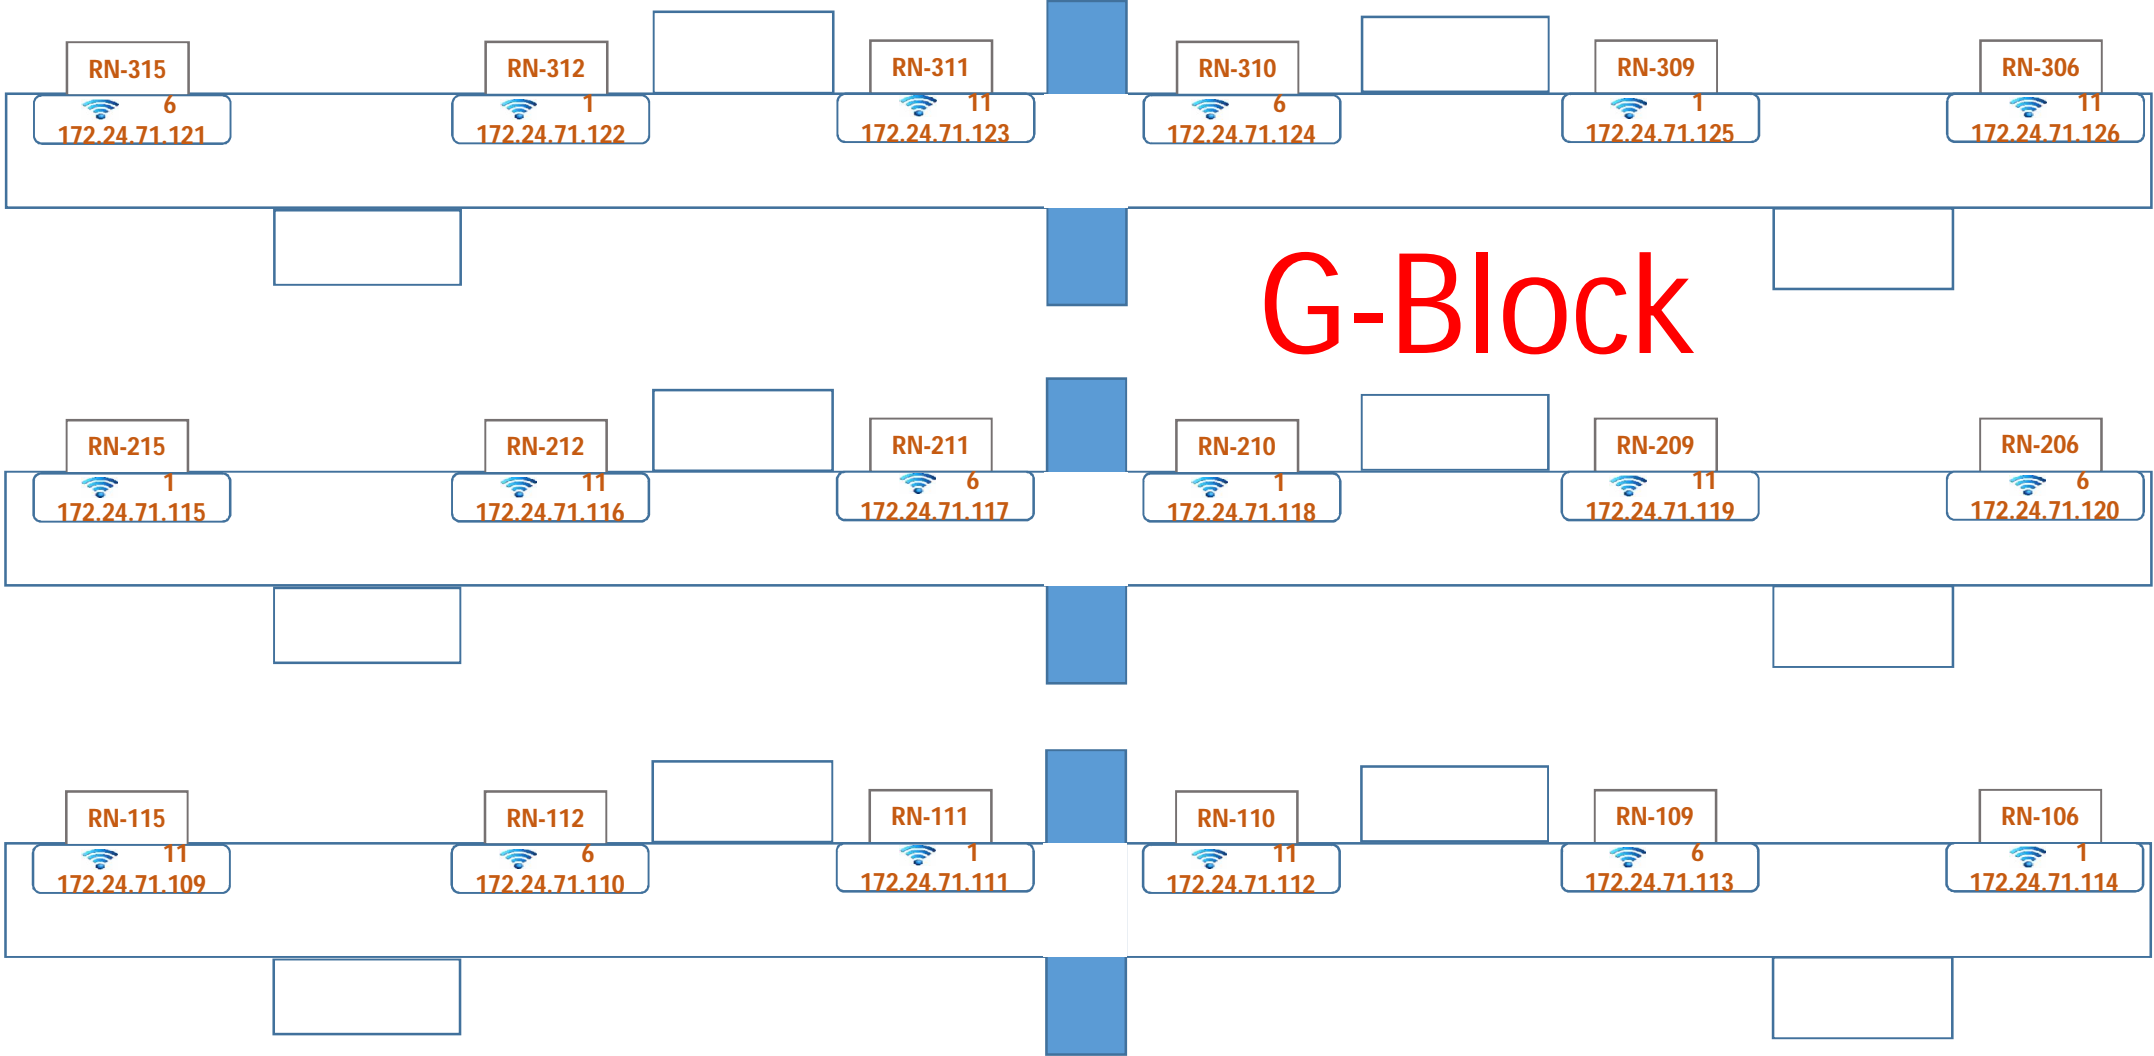 RN-315 RN-312 RN-311 RN-310 RN-309 RN-306
6 1 11 6 1 11
172.24.71.121 172.24.71.122 172.24.71.123 172.24.71.124 172.24.71.125 172.24.71.126
G-Block
RN-215 RN-212 RN-211 RN-210 RN-209 RN-206
1 11 6 1 11 6
172.24.71.115 172.24.71.116 172.24.71.117 172.24.71.118 172.24.71.119 172.24.71.120
RN-115 RN-112 RN-111 RN-110 RN-109 RN-106
11 6 1 11 6 1
172.24.71.109 172.24.71.110 172.24.71.111 172.24.71.112 172.24.71.113 172.24.71.114